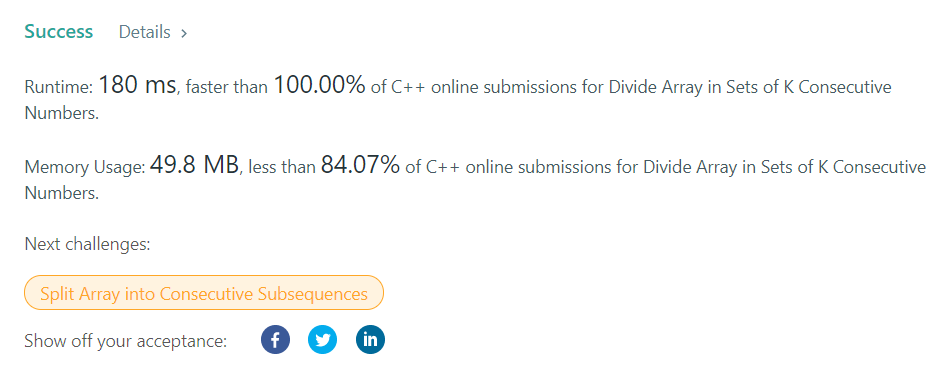 Success Details >
Runtime: 180 ms, faster than 100.00% of C++ online submissions for Divide Array in Sets of K Consecutive
Numbers.
Memory Usage: 49.8 MB, less than 84.07% of C++ online submissions for Divide Array in Sets of K Consecutive
Numbers.
Next challenges:
Split Array into Consecutive Subsequences
Show off your acceptance: f in